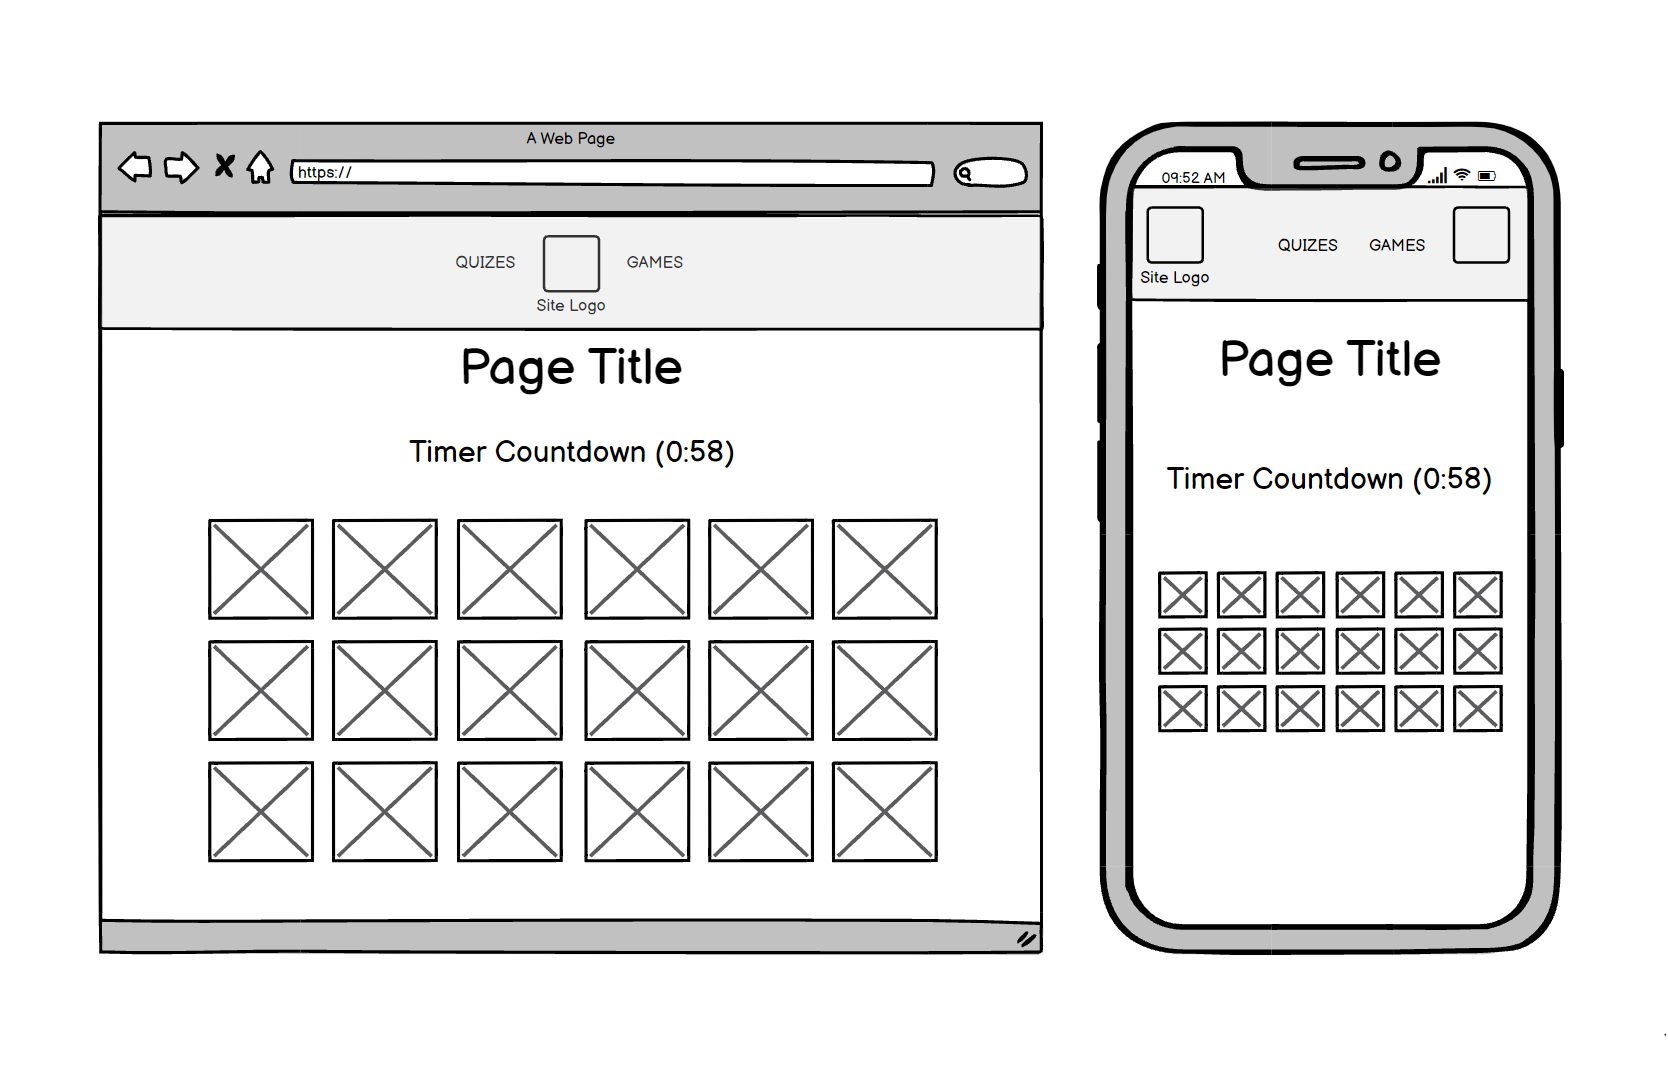 A Web Page
https://
QUIZES
GAMES
Site Logo
Page Title
Timer Countdown (0:58)
09:52 AM
QUIZES
GAMES
Site Logo
Page Title
Timer Countdown (0:58)